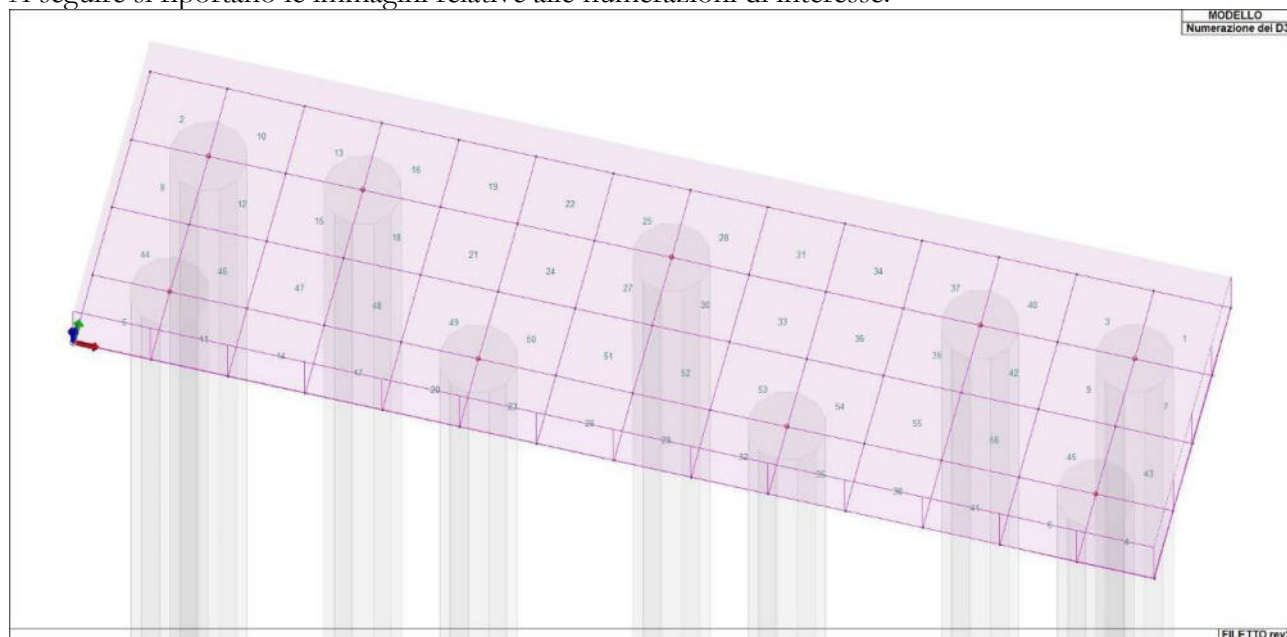 A seguire si riportano le immagini relative alle numerazioni di interesse.
MODELLO
Numerazione dei D3
2 10 13 16 19 22 25 28 31 34 37 40 3 1
8 12 15 18 21 24 27 30 33 36 39 42 9 7
44 46 47 48 49 50 51 52 53 54 55 56 45 43
5 11 14 17 20 23 26 29 32 35 38 41 6 4
FILETTO rev